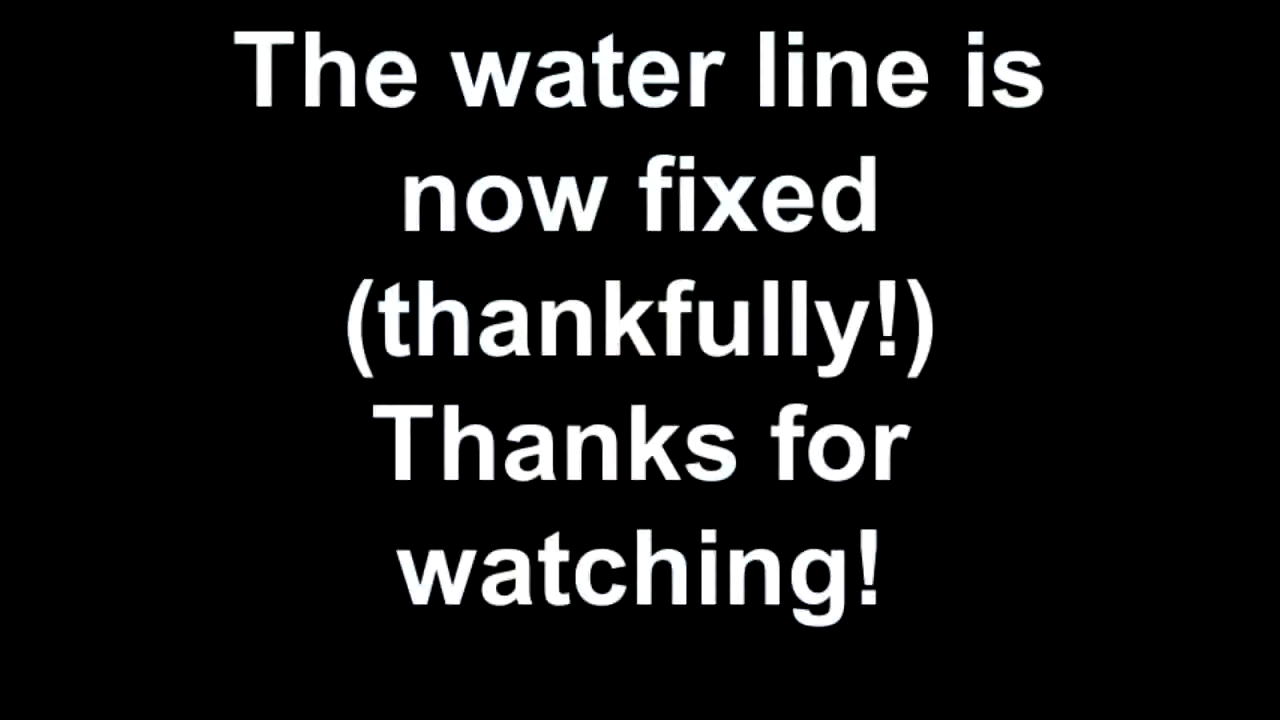 The water line is
now fixed
(thankfully!)
Thanks for
watching!